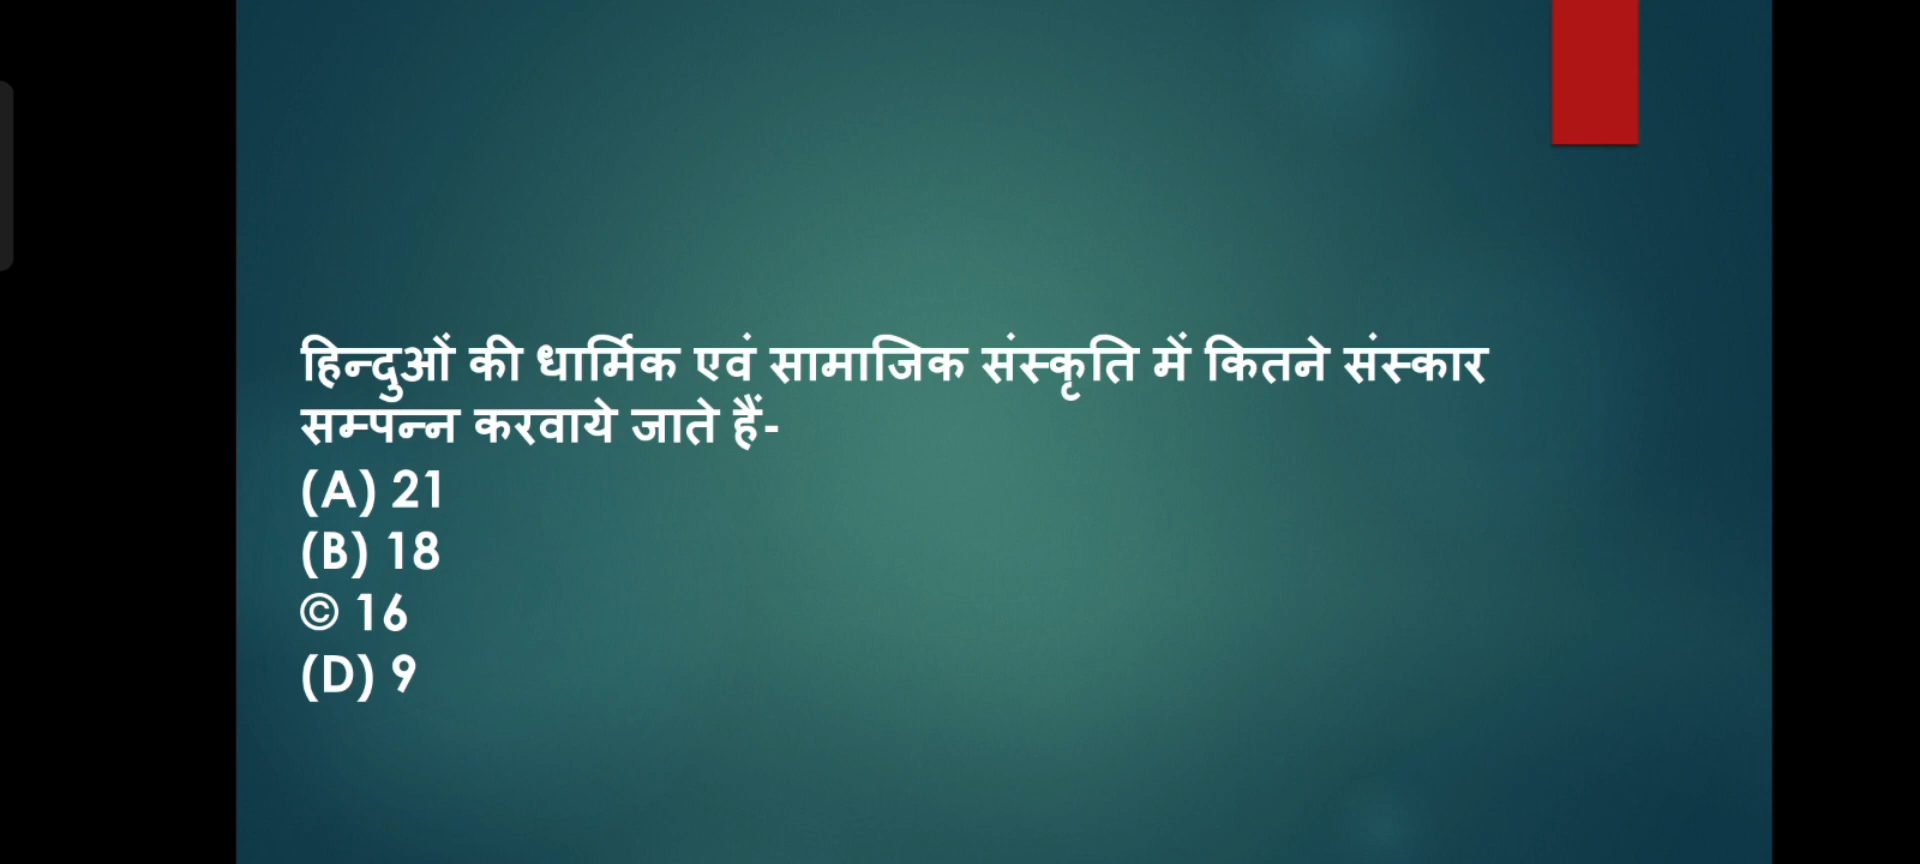 हिन्दुओं की धार्मिक एवं सामाजिक संस्कृति में कितने संस्कार
सम्पन्न करवाये जाते हैं-
(A) 21
(B) 18
© 16
(D) 9